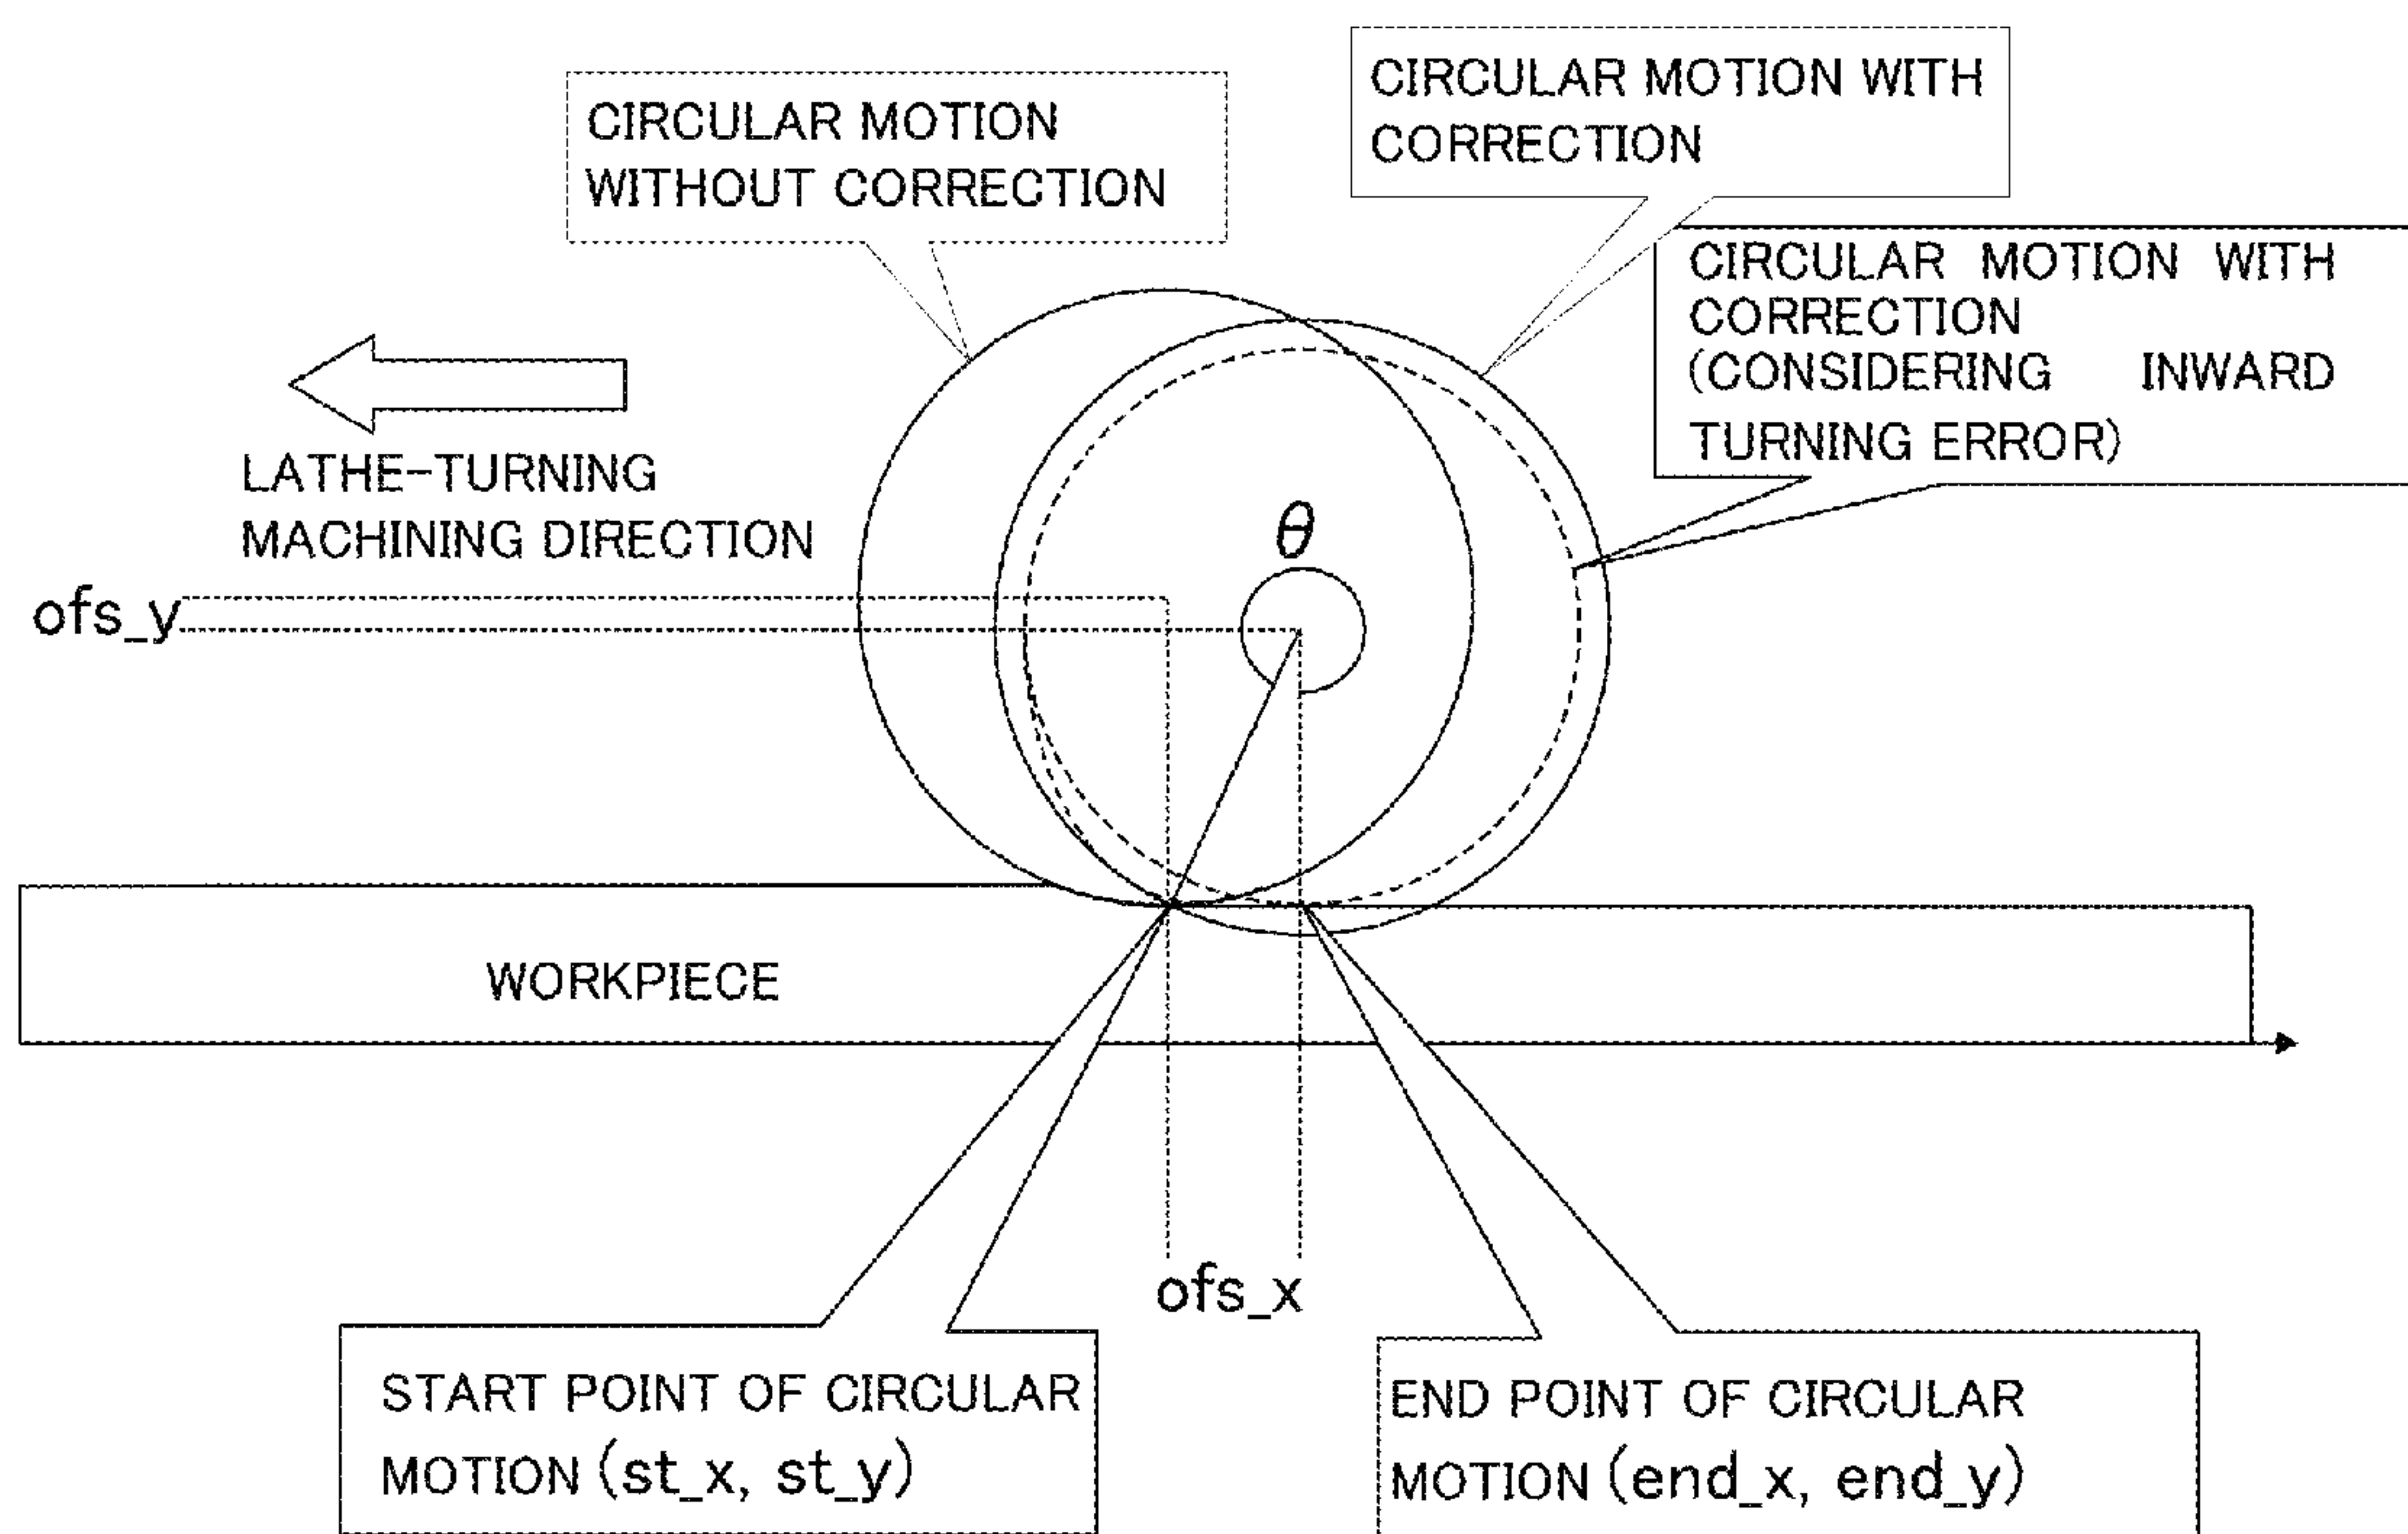 CIRCULAR MOTION
WITHOUT CORRECTION
CIRCULAR MOTION WITH
CORRECTION
CIRCULAR MOTION WITH
CORRECTION
(CONSIDERING INWARD
TURNING ERROR)
LATHE-TURNING
MACHINING DIRECTION
θ
ofs_y
WORKPIECE
ofs_x
START POINT OF CIRCULAR
MOTION (st_x, st_y)
END POINT OF CIRCULAR
MOTION (end_x, end_y)